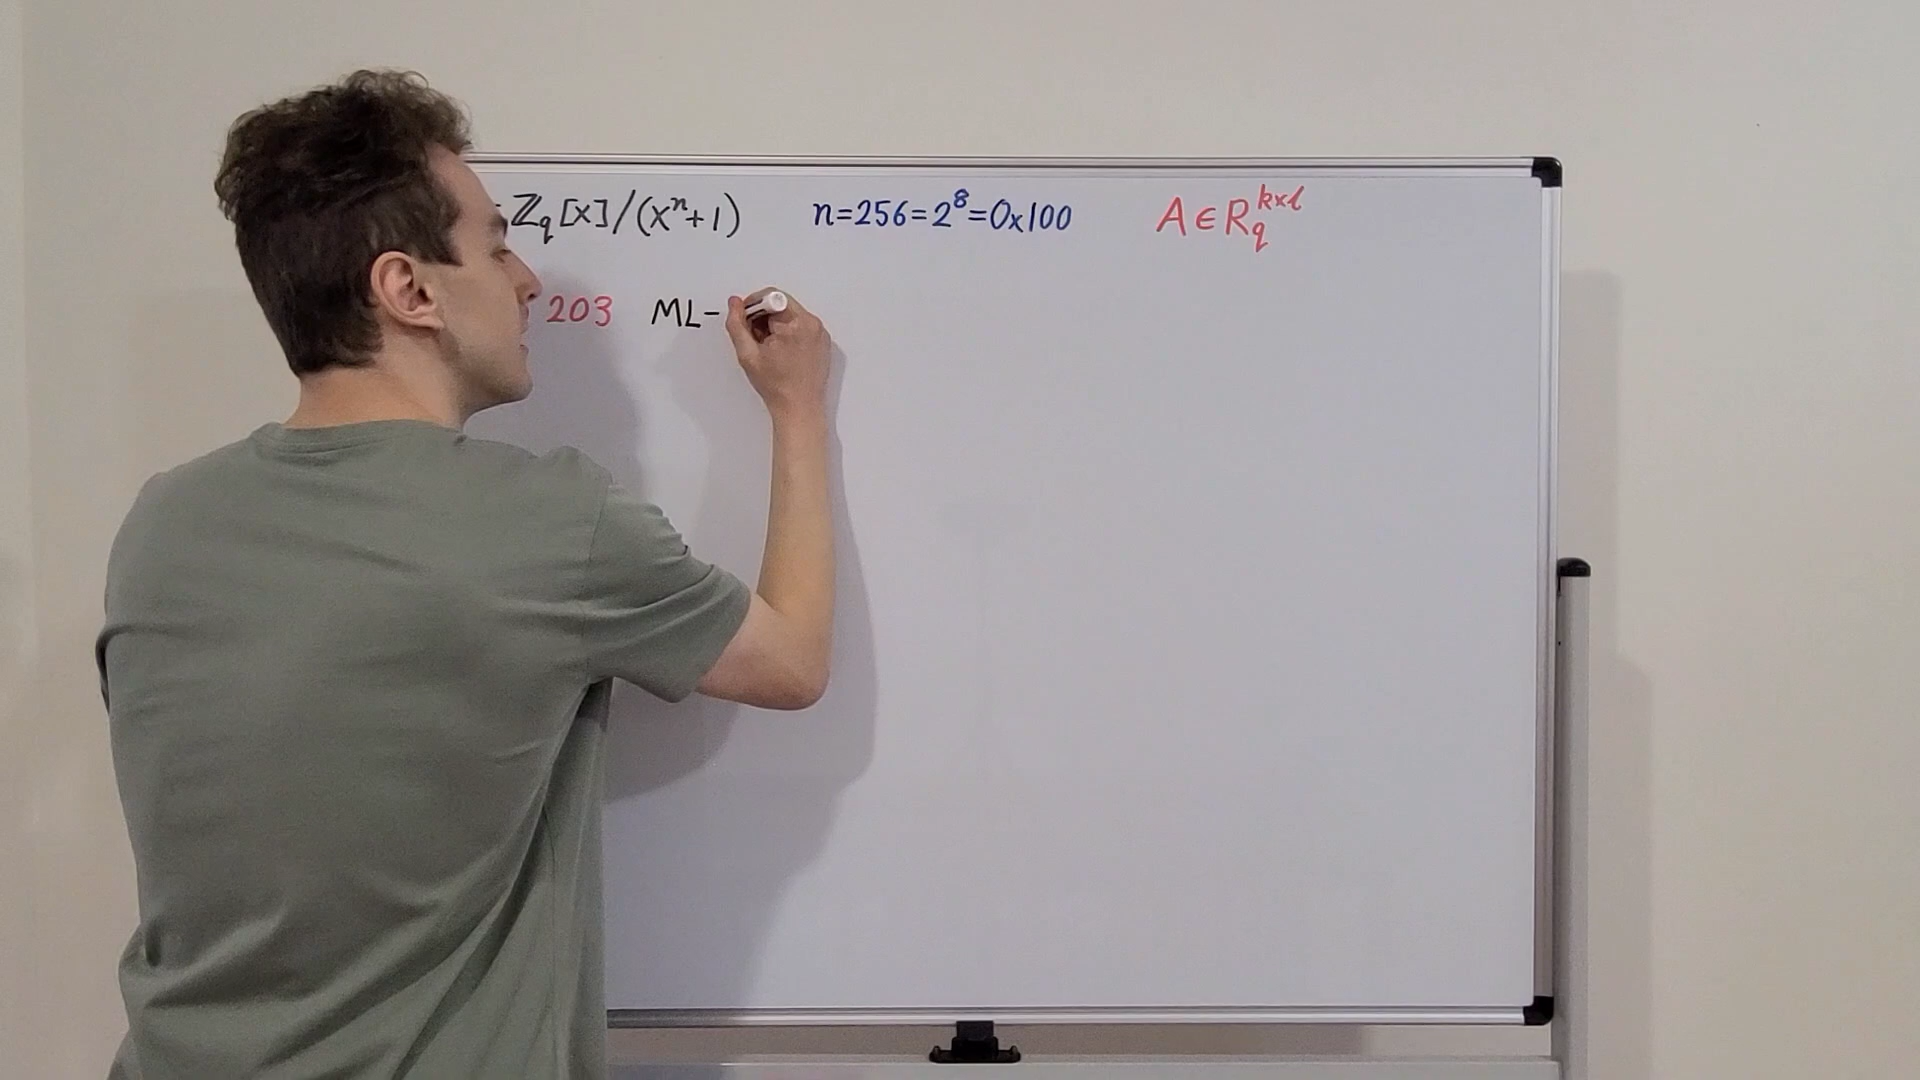 ℤq[x]/(xⁿ+1) n=256=2⁸=0x100 A∈Rq^(k×l)
203 ML-